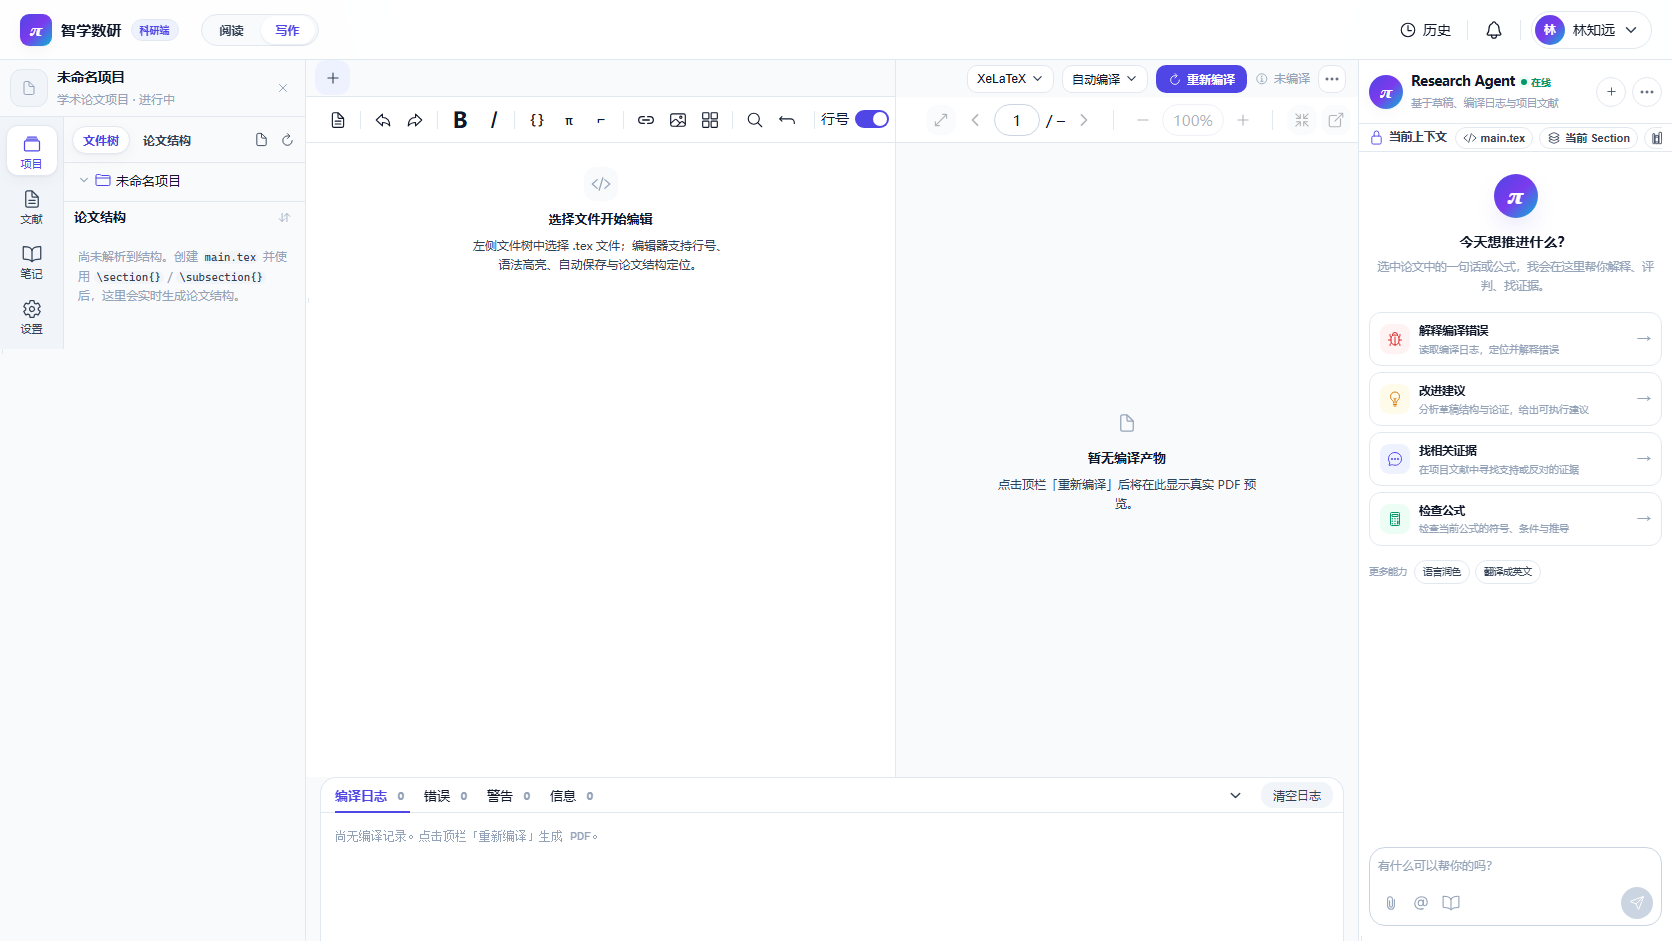 π 智学数研 科研端 阅读 写作 历史 林 林知远
未命名项目
学术论文项目 · 进行中
项目
文献
笔记
设置
文件树 论文结构
未命名项目
论文结构
尚未解析到结构。创建 main.tex 并使
用 \section{} / \subsection{}
后，这里会实时生成论文结构。
+ XeLaTeX 自动编译 重新编译 未编译
B I {} π 行号 1 / – 100%
选择文件开始编辑
左侧文件树中选择 .tex 文件；编辑器支持行号、
语法高亮、自动保存与论文结构定位。
暂无编译产物
点击顶栏「重新编译」后将在此显示真实 PDF 预
览。
编译日志 0 错误 0 警告 0 信息 0 清空日志
尚无编译记录。点击顶栏「重新编译」生成 PDF。
π Research Agent 在线
基于草稿、编译日志与项目文献
当前上下文 </> main.tex 当前 Section
π
今天想推进什么？
选中论文中的一句话或公式，我会在这里帮你解释、评
判、找证据。
解释编译错误
读取编译日志，定位并解释错误
改进建议
分析草稿结构与论证，给出可执行建议
找相关证据
在项目文献中寻找支持或反对的证据
检查公式
检查当前公式的符号、条件与推导
更多能力 语言润色 翻译成英文
有什么可以帮你的吗？
@